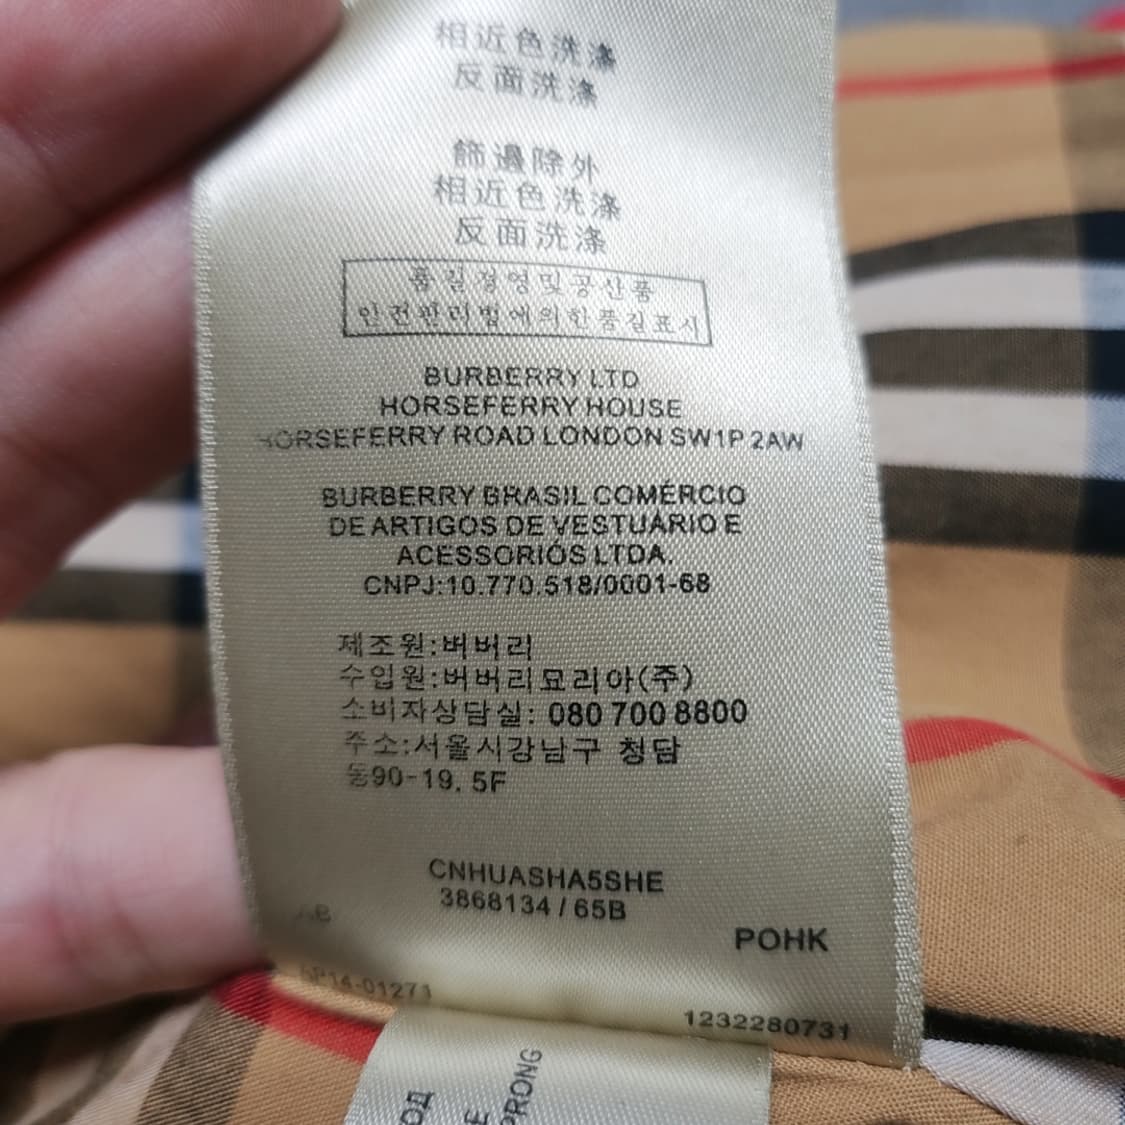 相近色洗滌
反面洗滌
飾邊除外
相近色洗滌
反面洗滌
품질경영및공산품
안전관리법에의한품질표시
BURBERRY LTD
HORSEFERRY HOUSE
HORSEFERRY ROAD LONDON SW1P 2AW
BURBERRY BRASIL COMÉRCIO
DE ARTIGOS DE VESTUÁRIO E
ACESSORIÓS LTDA.
CNPJ:10.770.518/0001-68
제조원:버버리
수입원:버버리묘리아(주)
소비자상담실: 080 700 8800
주소:서울시강남구 청담
동90-19. 5F
CNHUASHA5SHE
3868134 / 65B
AB
POHK
1232280731
PRONG